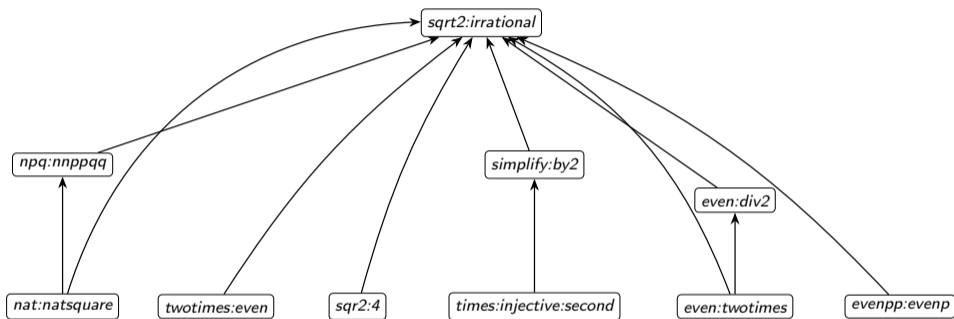 sqrt2:irrational
npq:nnppqq
simplify:by2
even:div2
nat:natsquare
twotimes:even
sqr2:4
times:injective:second
even:twotimes
evenpp:evenp